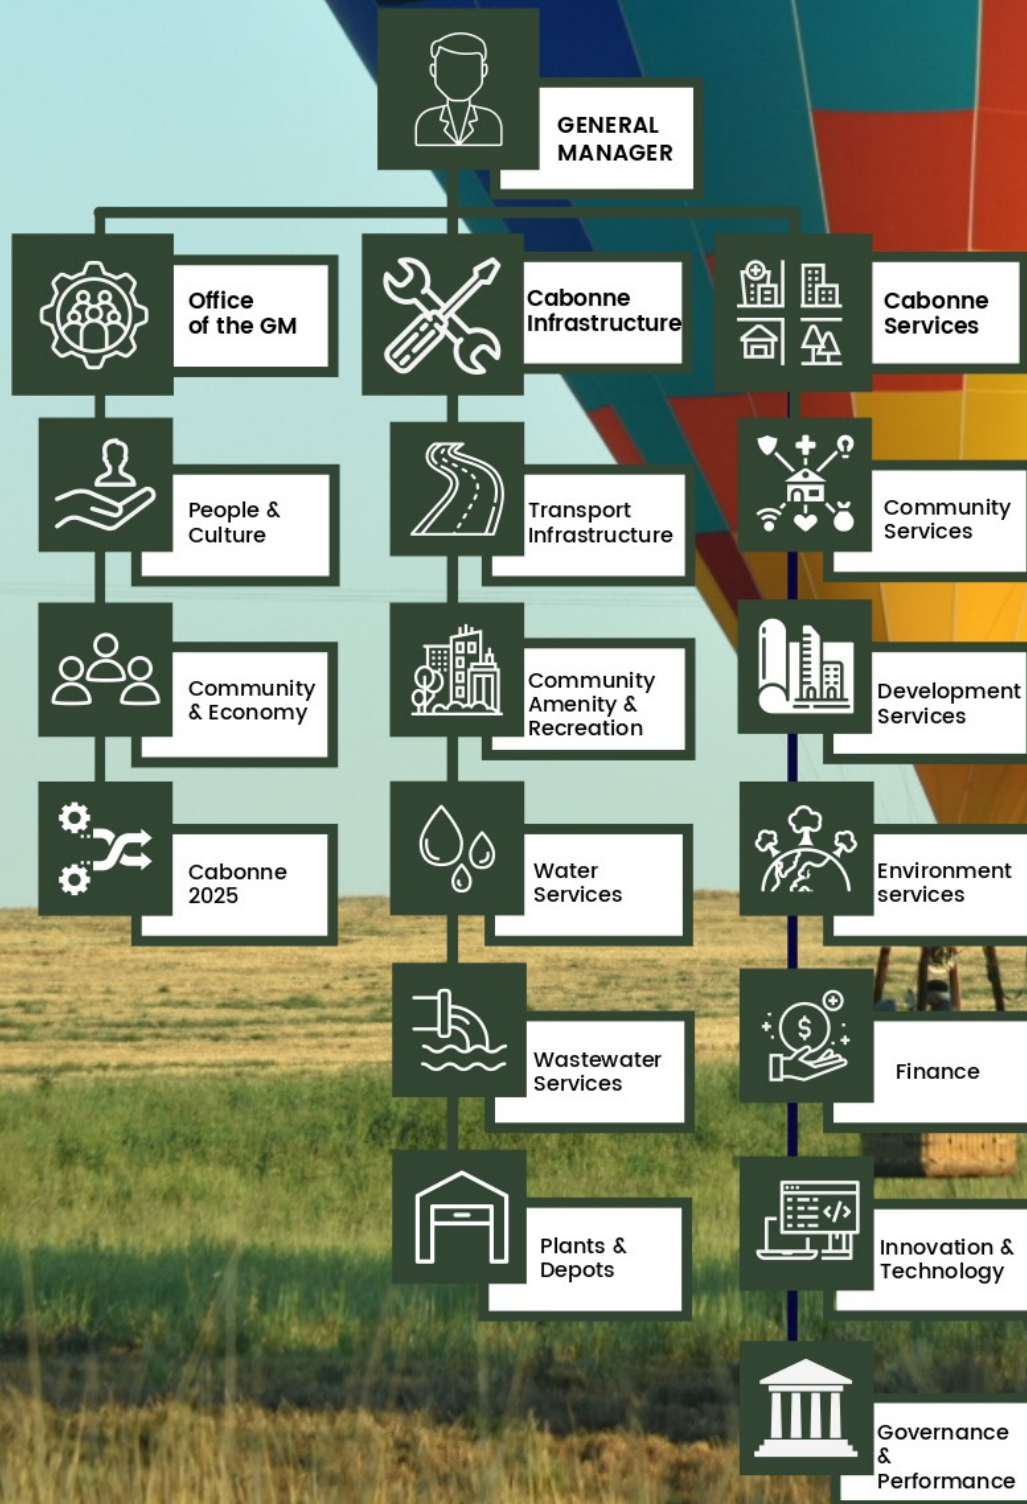 GENERAL
MANAGER
Office
of the GM
Cabonne
Infrastructure
Cabonne
Services
People &
Culture
Transport
Infrastructure
Community
Services
Community
& Economy
Community
Amenity &
Recreation
Development
Services
Cabonne
2025
Water
Services
Environment
services
Wastewater
Services
$
Finance
Plants &
Depots
</>
Innovation &
Technology
Governance
&
Performance